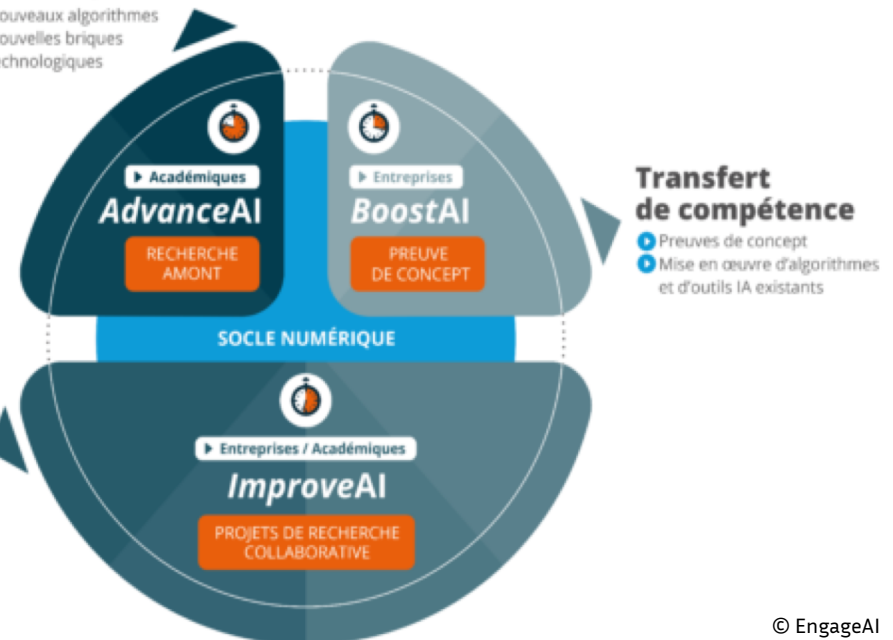 ouveaux algorithmes
ouvelles briques
echnologiques
Académiques
AdvanceAI
RECHERCHE
AMONT
Entreprises
BoostAI
PREUVE
DE CONCEPT
Transfert
de compétence
Preuves de concept
Mise en œuvre d'algorithmes
et d'outils IA existants
SOCLE NUMÉRIQUE
Entreprises / Académiques
ImproveAI
PROJETS DE RECHERCHE
COLLABORATIVE
© EngageAI